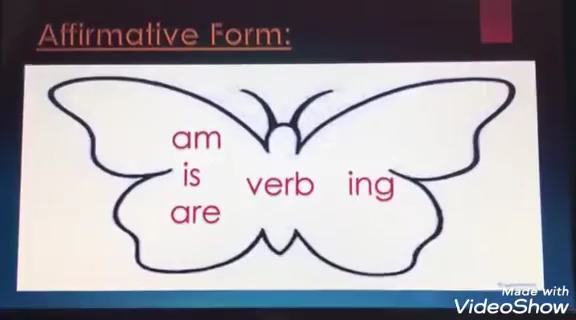 Affirmative Form:
am
is
are
verb ing
Made with
VideoShow